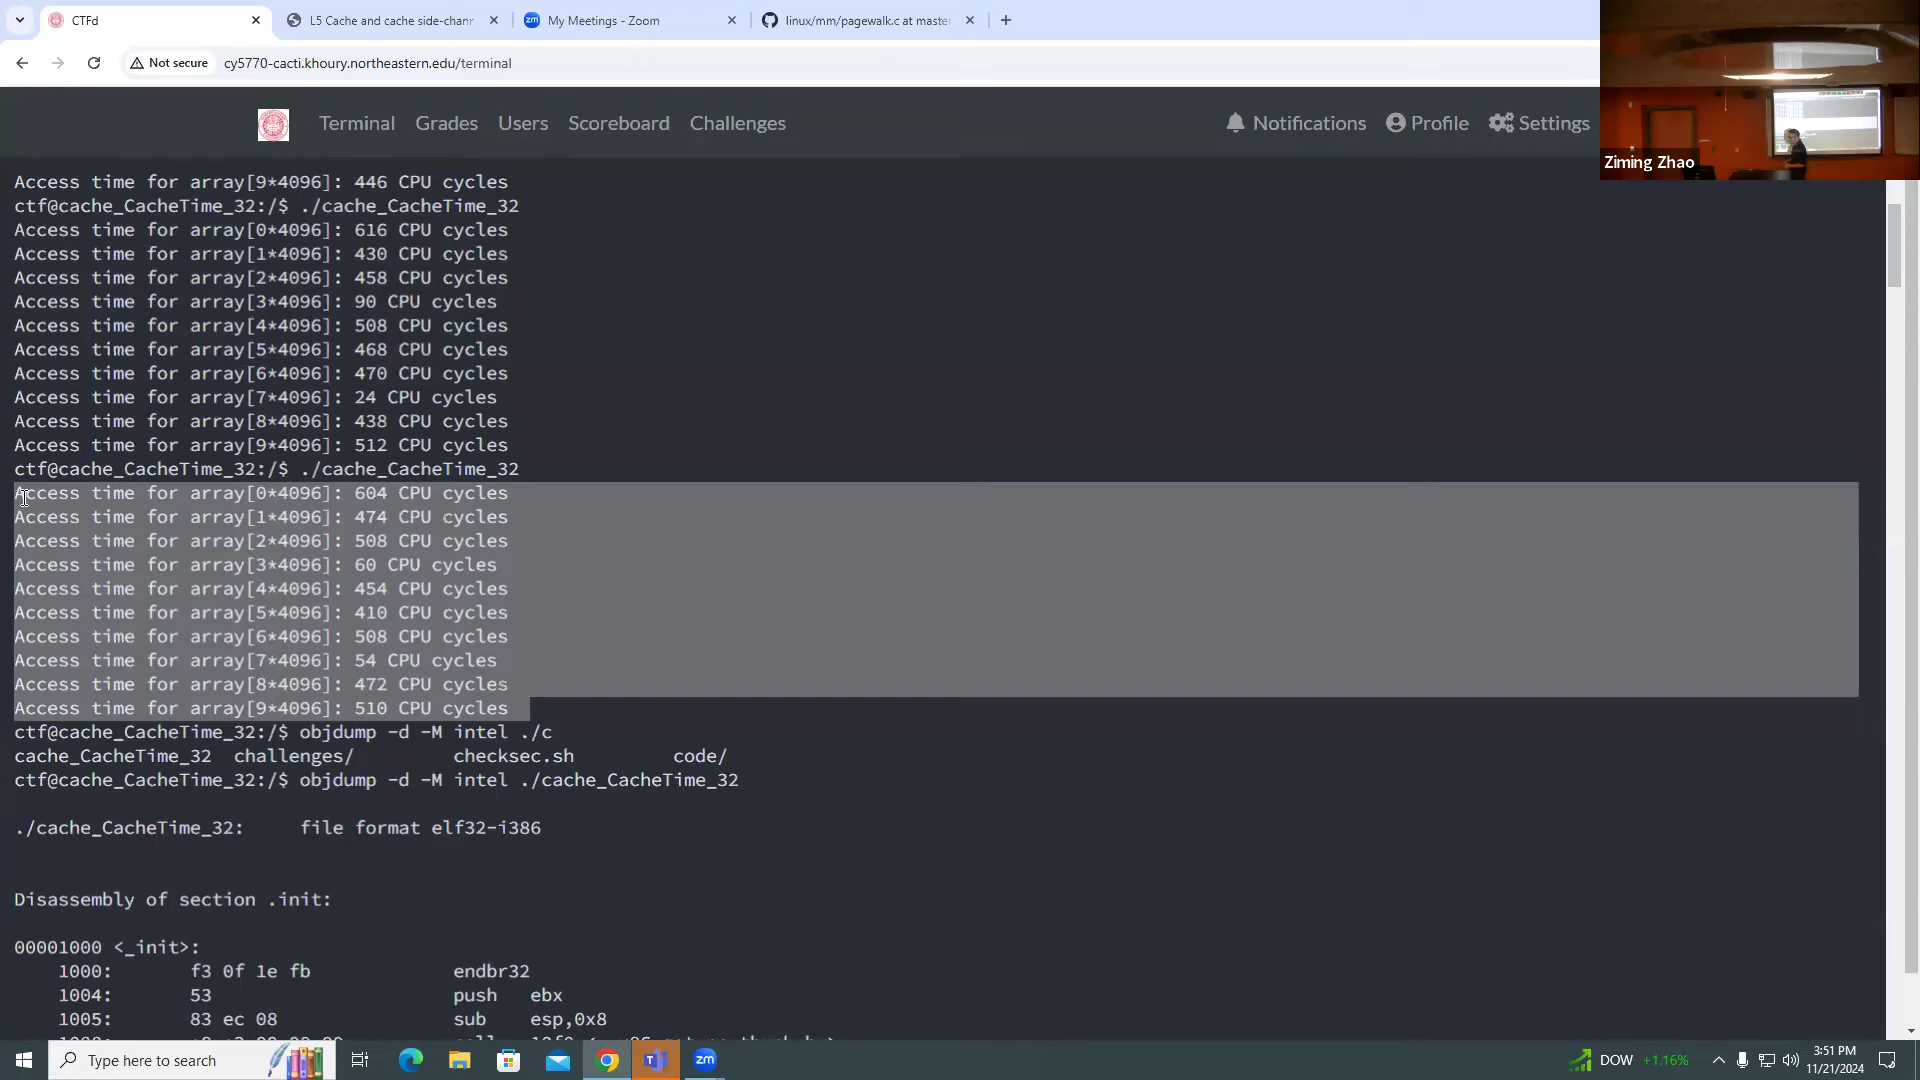 CTFd
L5 Cache and cache side-chann
My Meetings - Zoom
linux/mm/pagewalk.c at maste
Not secure
cy5770-cacti.khoury.northeastern.edu/terminal
Terminal
Grades
Users
Scoreboard
Challenges
Notifications
Profile
Settings
Ziming Zhao
Access time for array[9*4096]: 446 CPU cycles
ctf@cache_CacheTime_32:/$ ./cache_CacheTime_32
Access time for array[0*4096]: 616 CPU cycles
Access time for array[1*4096]: 430 CPU cycles
Access time for array[2*4096]: 458 CPU cycles
Access time for array[3*4096]: 90 CPU cycles
Access time for array[4*4096]: 508 CPU cycles
Access time for array[5*4096]: 468 CPU cycles
Access time for array[6*4096]: 470 CPU cycles
Access time for array[7*4096]: 24 CPU cycles
Access time for array[8*4096]: 438 CPU cycles
Access time for array[9*4096]: 512 CPU cycles
ctf@cache_CacheTime_32:/$ ./cache_CacheTime_32
Access time for array[0*4096]: 604 CPU cycles
Access time for array[1*4096]: 474 CPU cycles
Access time for array[2*4096]: 508 CPU cycles
Access time for array[3*4096]: 60 CPU cycles
Access time for array[4*4096]: 454 CPU cycles
Access time for array[5*4096]: 410 CPU cycles
Access time for array[6*4096]: 508 CPU cycles
Access time for array[7*4096]: 54 CPU cycles
Access time for array[8*4096]: 472 CPU cycles
Access time for array[9*4096]: 510 CPU cycles
ctf@cache_CacheTime_32:/$ objdump -d -M intel ./c
cache_CacheTime_32  challenges/         checksec.sh         code/
ctf@cache_CacheTime_32:/$ objdump -d -M intel ./cache_CacheTime_32
./cache_CacheTime_32:     file format elf32-i386
Disassembly of section .init:
00001000 <_init>:
    1000:       f3 0f 1e fb             endbr32
    1004:       53                      push   ebx
    1005:       83 ec 08                sub    esp,0x8
Type here to search
DOW +1.16%
3:51 PM
11/21/2024